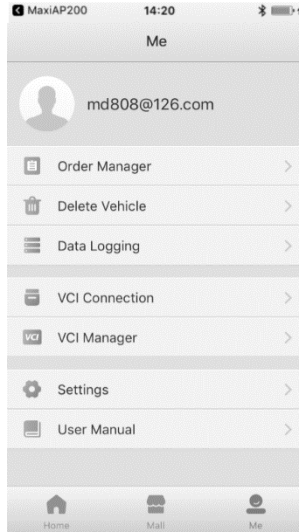 MaxiAP200 14:20
Me
md808@126.com
Order Manager
Delete Vehicle
Data Logging
VCI Connection
VCI VCI Manager
Settings
User Manual
Home Mall Me